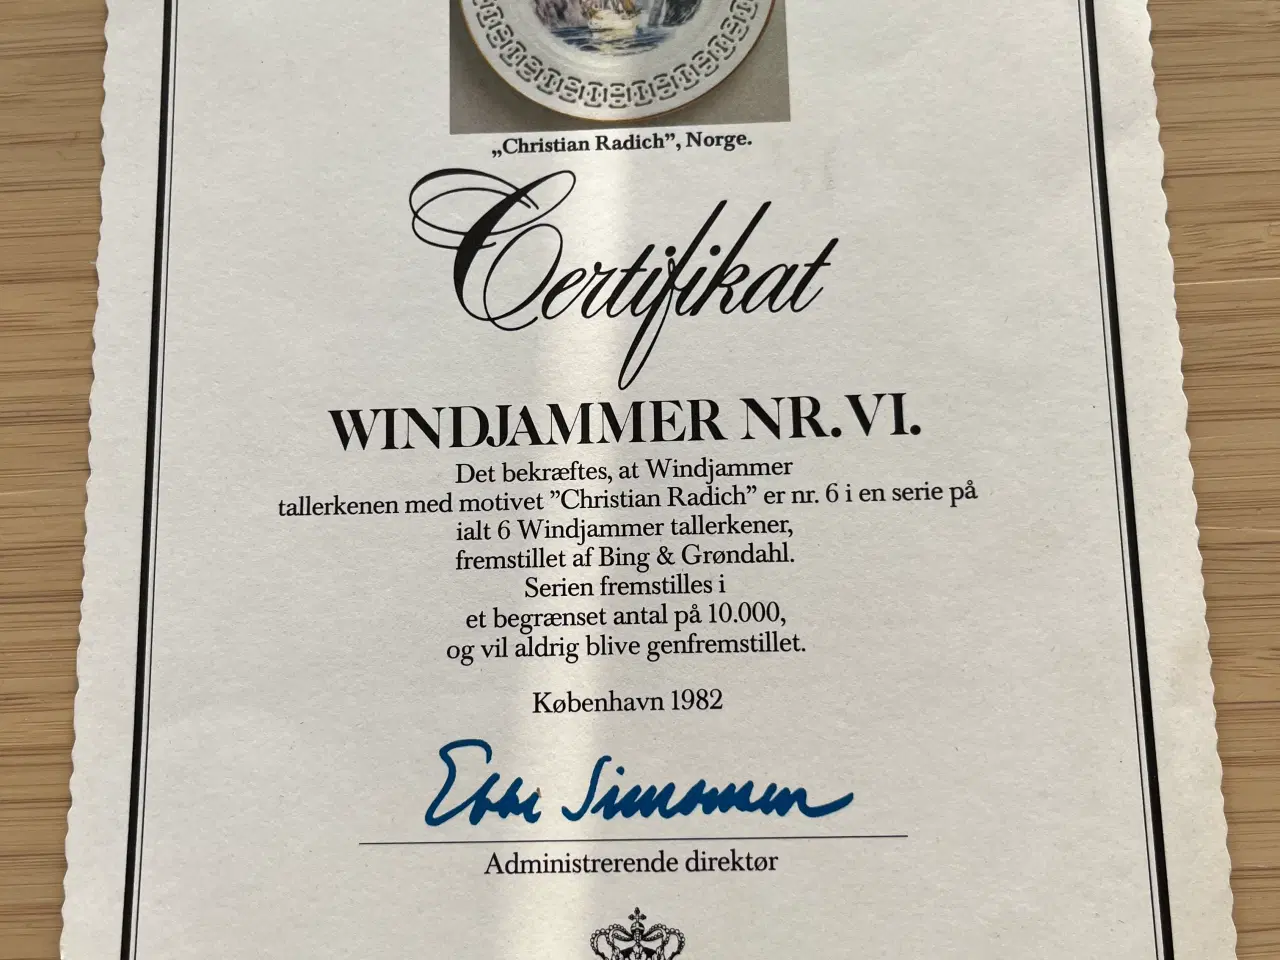 „Christian Radich”, Norge.
Certifikat
WINDJAMMER NR. VI.
Det bekræftes, at Windjammer
tallerkenen med motivet ”Christian Radich” er nr. 6 i en serie på
ialt 6 Windjammer tallerkener,
fremstillet af Bing & Grøndahl.
Serien fremstilles i
et begrænset antal på 10.000,
og vil aldrig blive genfremstillet.
København 1982
Ebbe Simonsen
Administrerende direktør